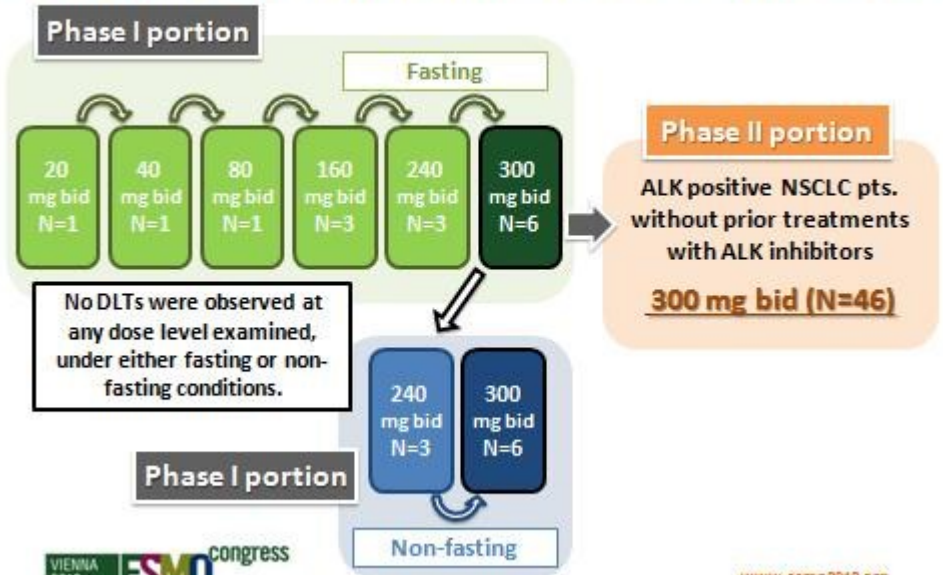 Phase I portion
Fasting
20
mg bid
N=1
40
mg bid
N=1
80
mg bid
N=1
160
mg bid
N=3
240
mg bid
N=3
300
mg bid
N=6
Phase II portion
ALK positive NSCLC pts.
without prior treatments
with ALK inhibitors
300 mg bid (N=46)
No DLTs were observed at
any dose level examined,
under either fasting or non-
fasting conditions.
240
mg bid
N=3
300
mg bid
N=6
Phase I portion
Non-fasting
VIENNA
ESMO congress